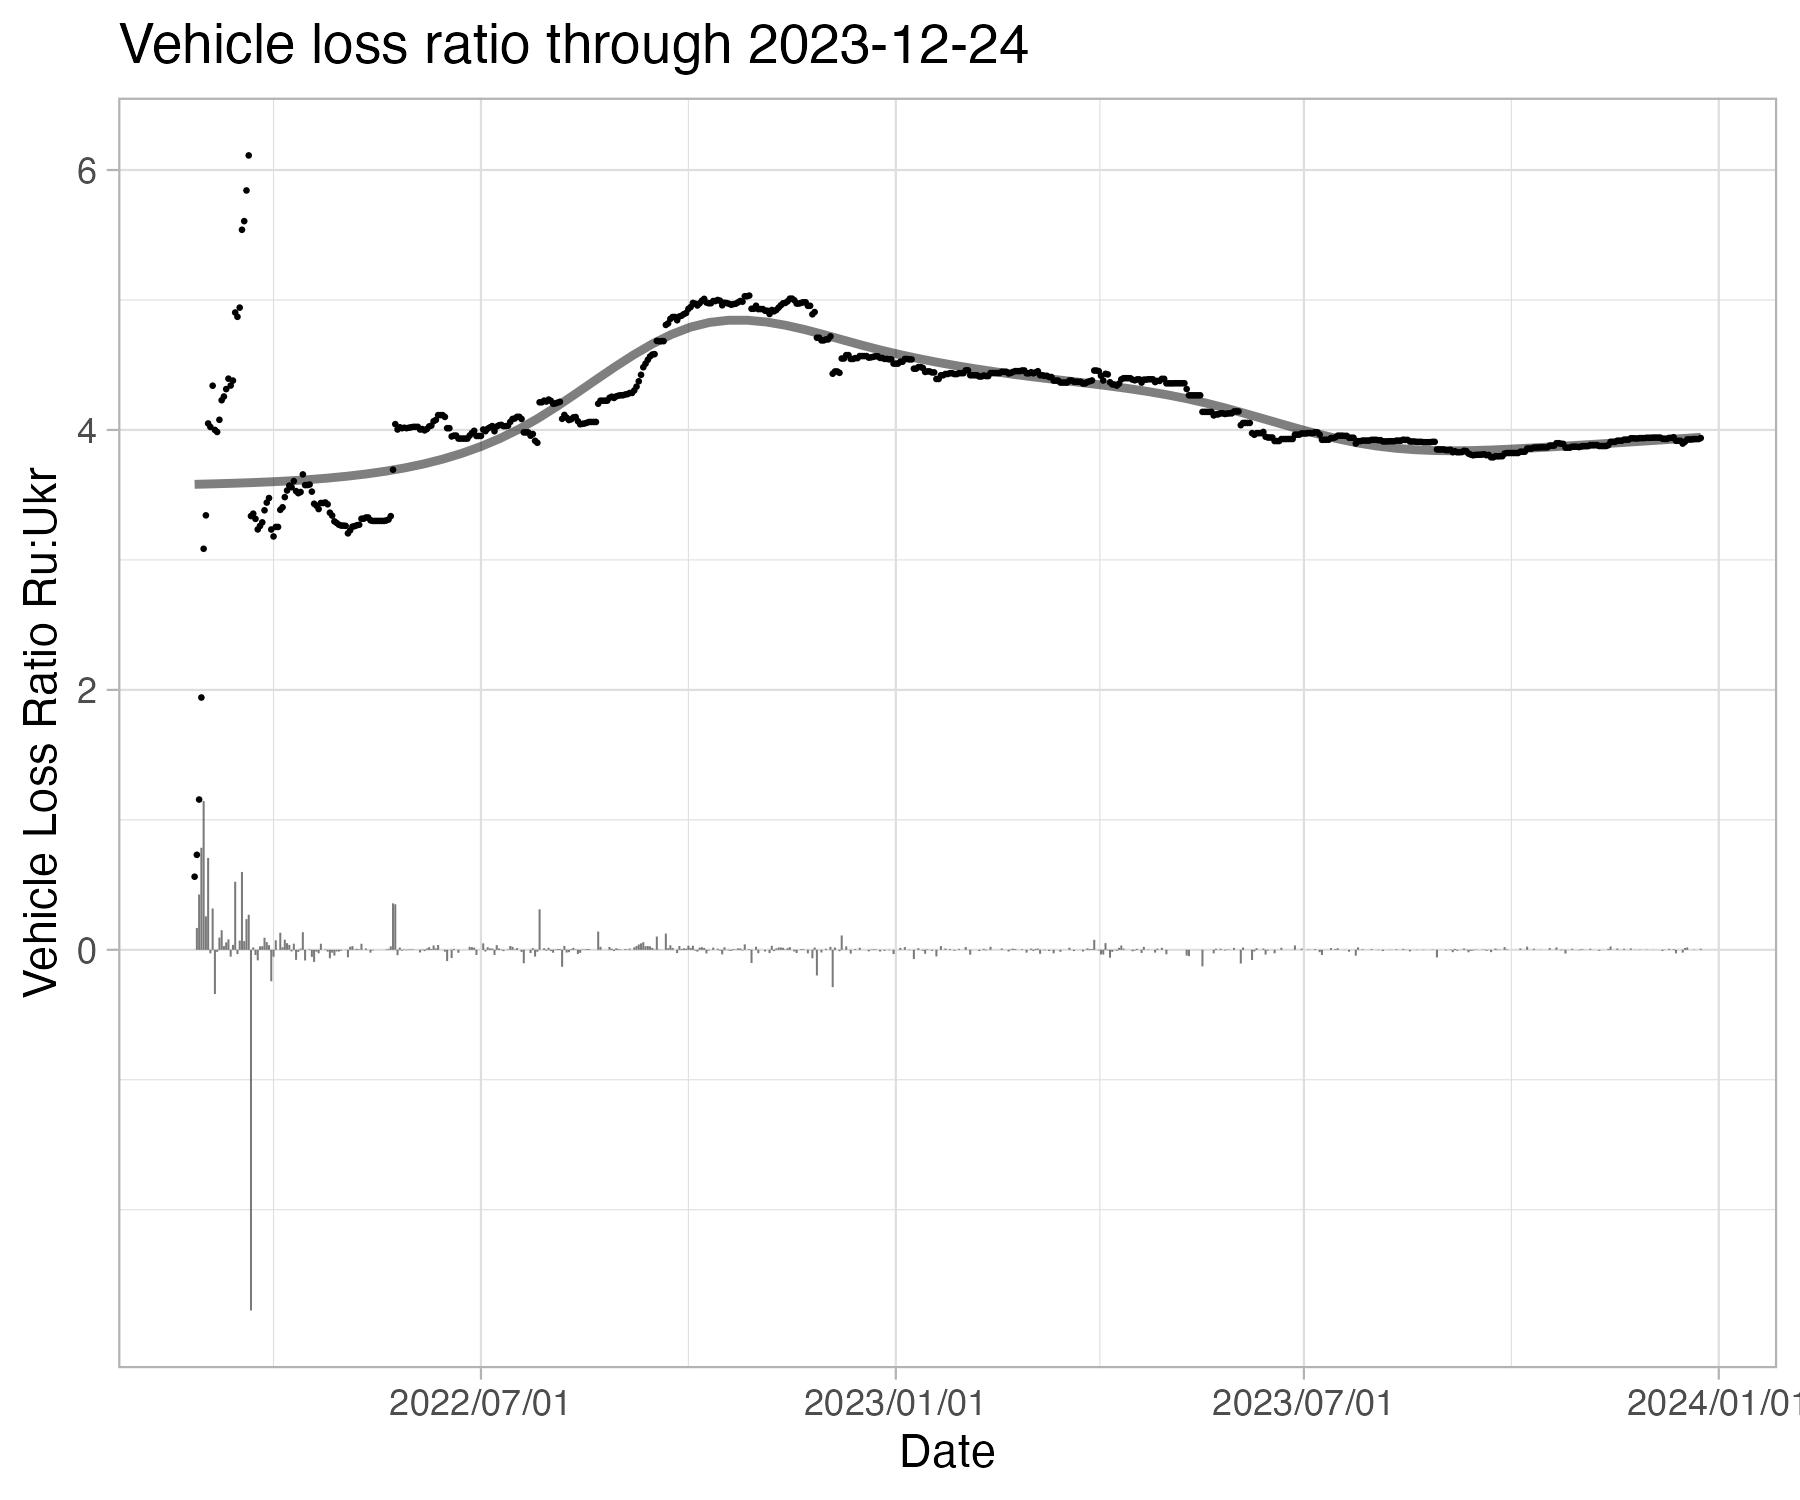 Vehicle loss ratio through 2023-12-24
Vehicle Loss Ratio Ru:Ukr
6
4
2
0
2022/07/01
2023/01/01
2023/07/01
2024/01/01
Date